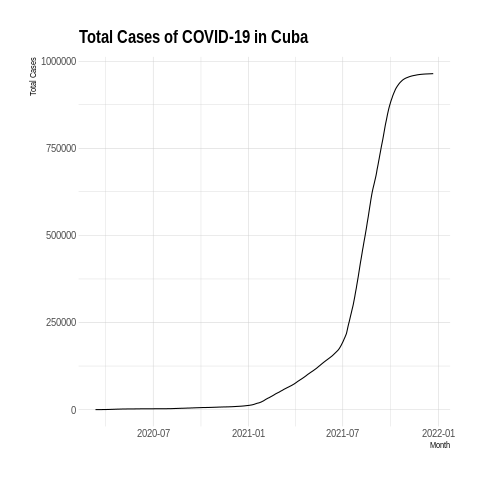 Total Cases of COVID-19 in Cuba
Total Cases
1000000
750000
500000
250000
0
2020-07 2021-01 2021-07 2022-01
Month